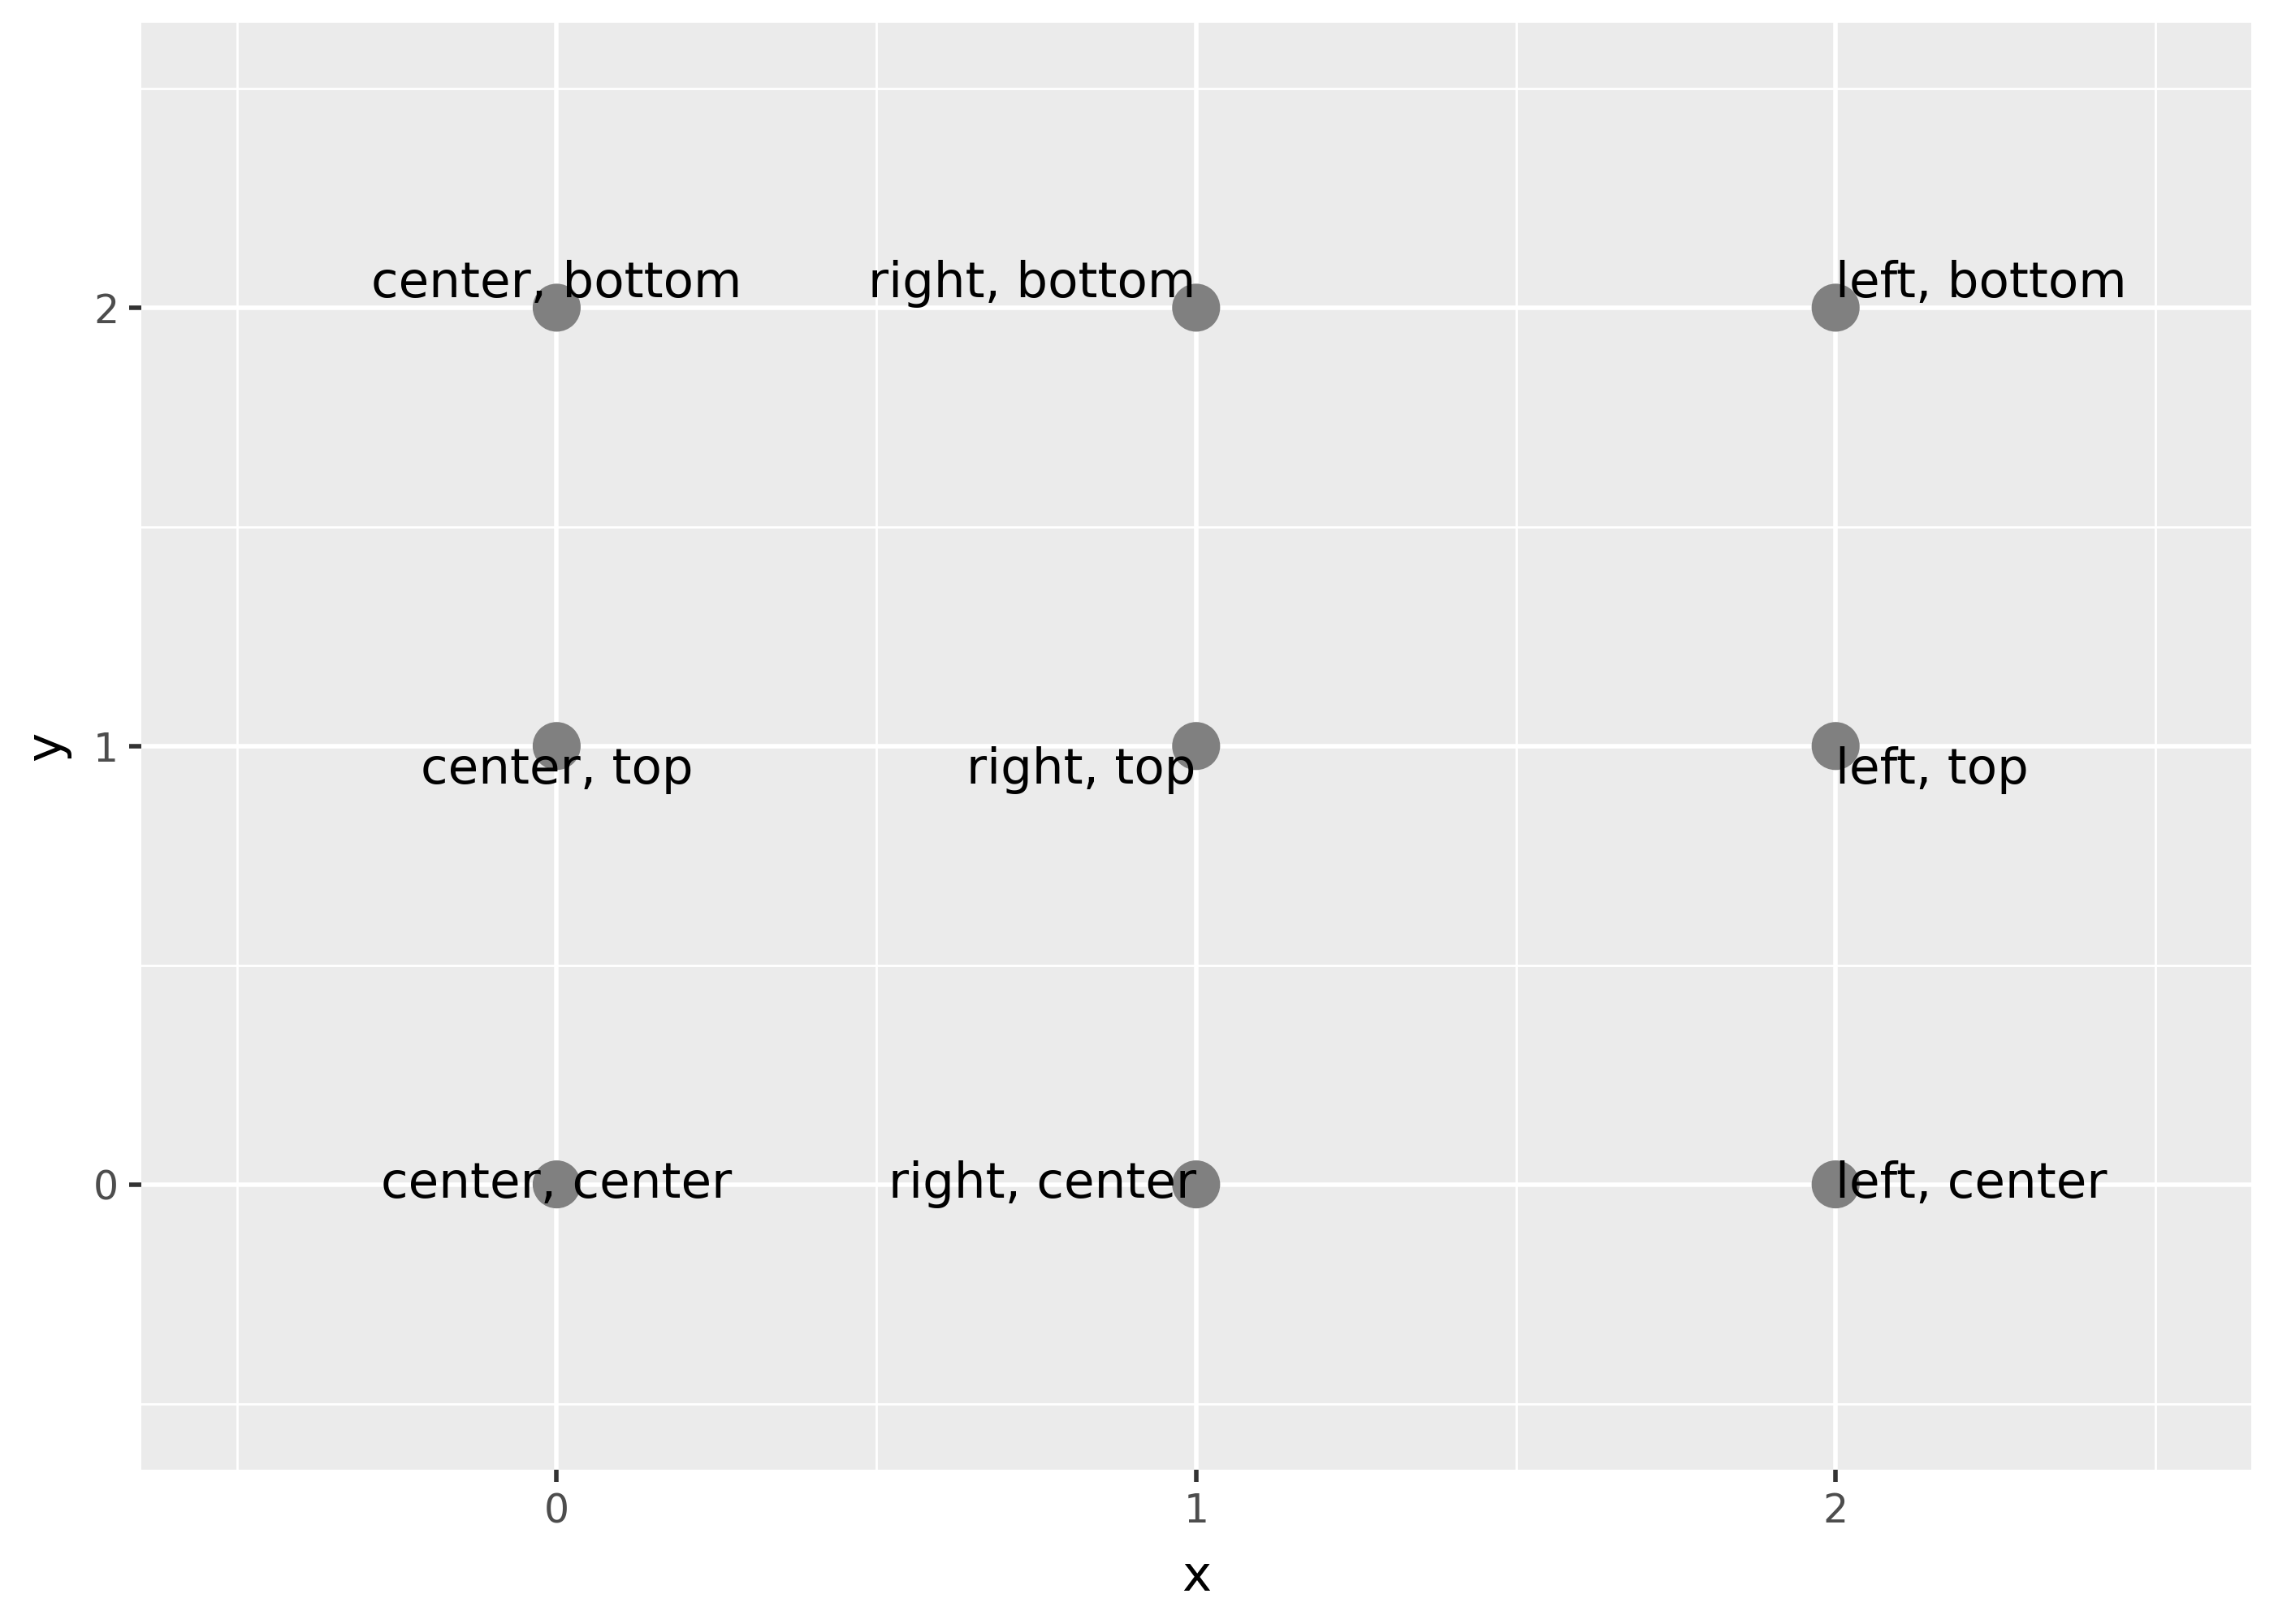 center, bottom
right, bottom
left, bottom
2
center, top
right, top
left, top
y
1
center, center
right, center
left, center
0
0
1
2
x